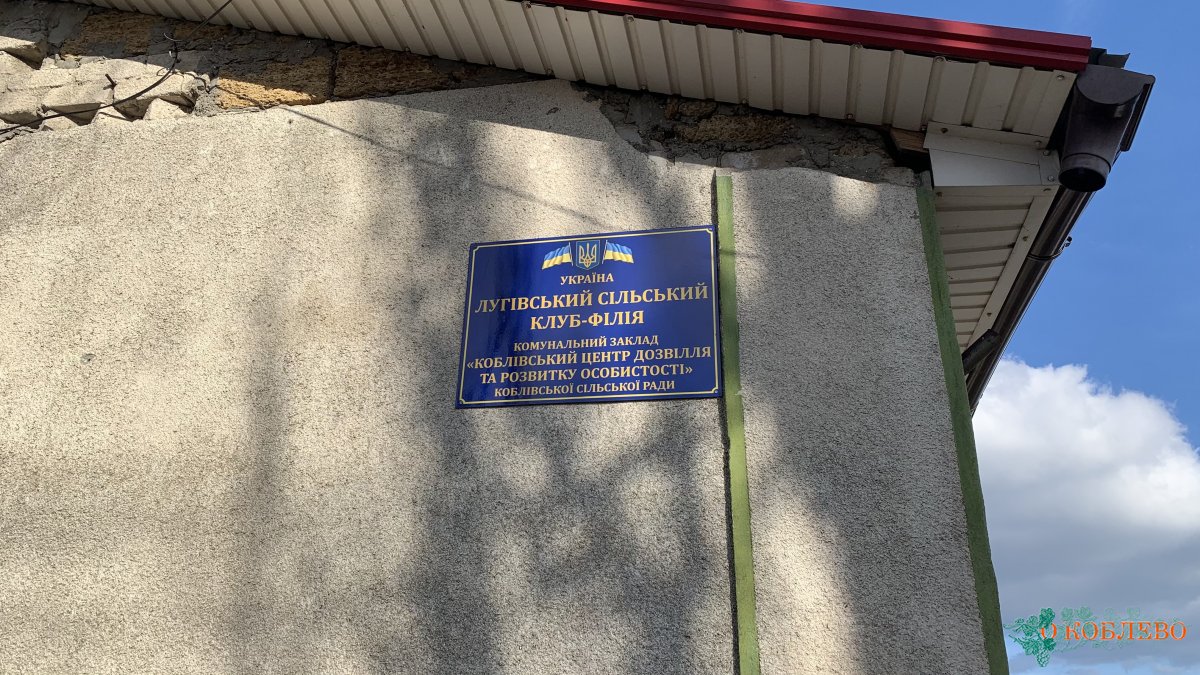 УКРАЇНА
ЛУГІВСЬКИЙ СІЛЬСЬКИЙ
КЛУБ-ФІЛІЯ
КОМУНАЛЬНИЙ ЗАКЛАД
«КОБЛІВСЬКИЙ ЦЕНТР ДОЗВІЛЛЯ
ТА РОЗВИТКУ ОСОБИСТОСТІ»
КОБЛІВСЬКОЇ СІЛЬСЬКОЇ РАДИ
О КОБЛЕВО